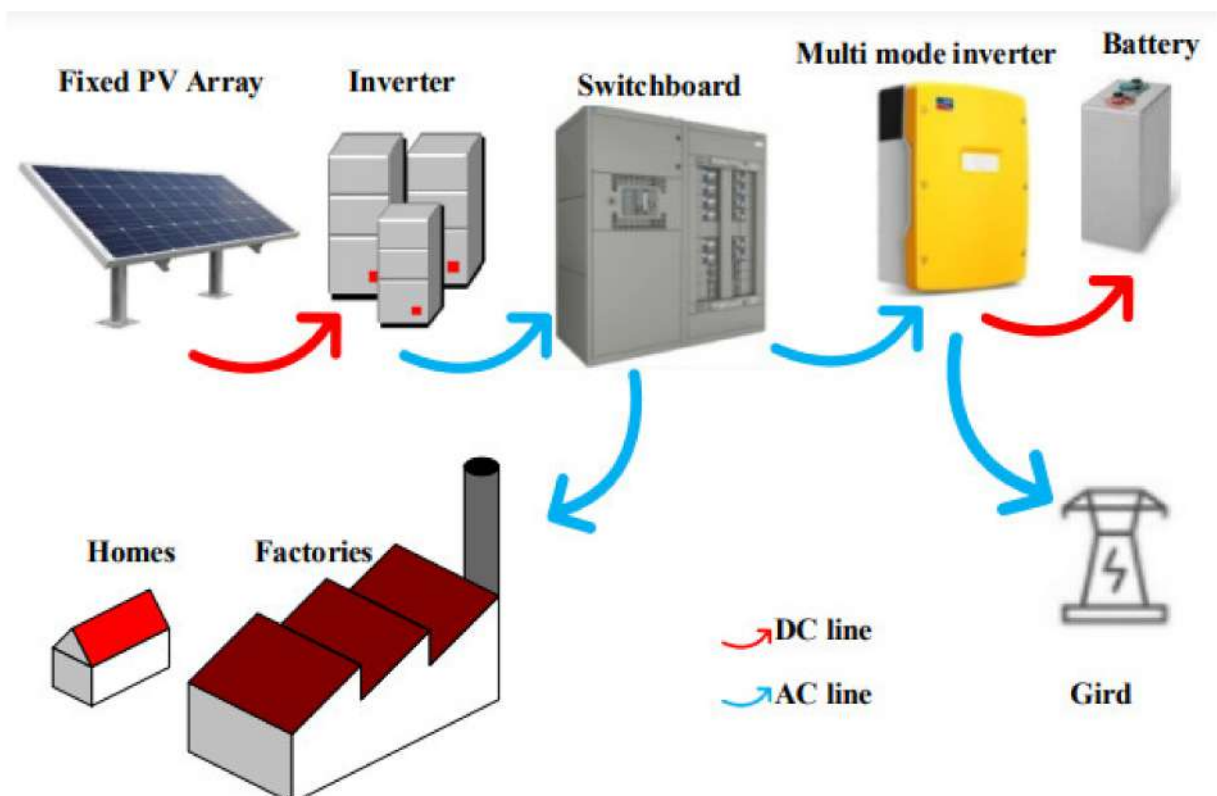 Fixed PV Array
Inverter
Switchboard
Multi mode inverter
Battery
Homes
Factories
DC line
AC line
Gird